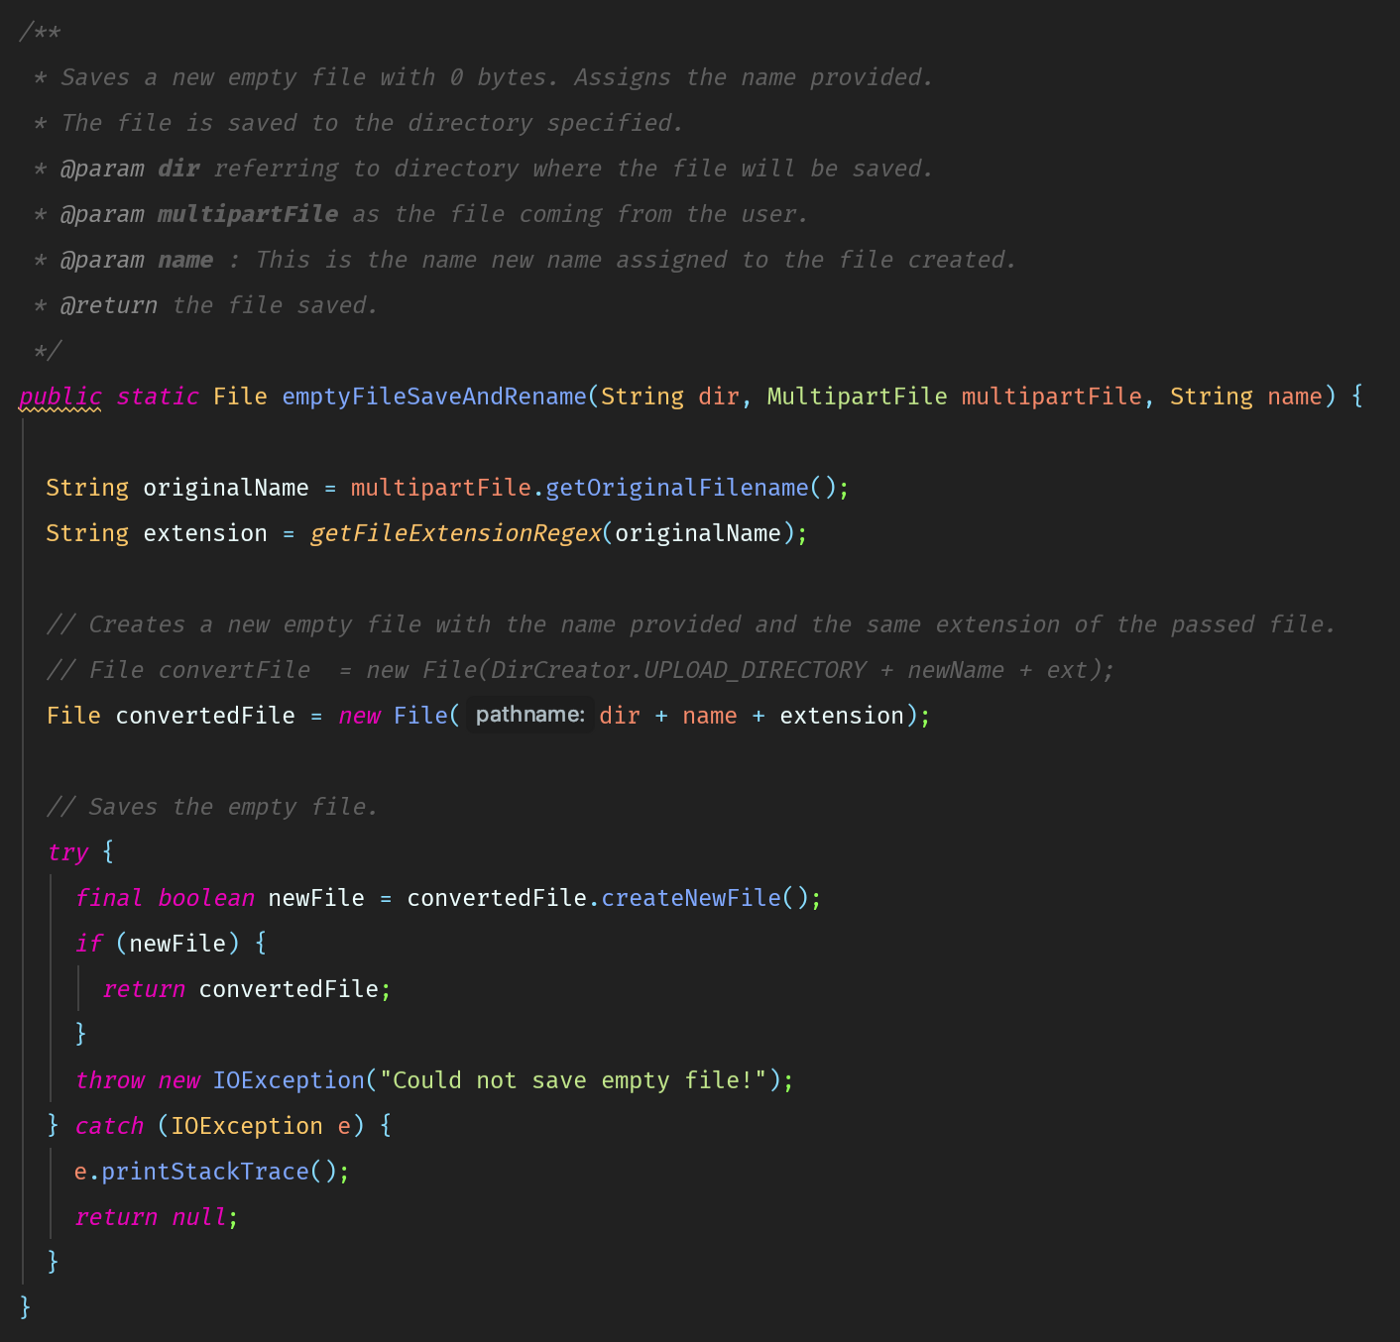 /**
 * Saves a new empty file with 0 bytes. Assigns the name provided.
 * The file is saved to the directory specified.
 * @param dir referring to directory where the file will be saved.
 * @param multipartFile as the file coming from the user.
 * @param name : This is the name new name assigned to the file created.
 * @return the file saved.
 */
public static File emptyFileSaveAndRename(String dir, MultipartFile multipartFile, String name) {
  String originalName = multipartFile.getOriginalFilename();
  String extension = getFileExtensionRegex(originalName);
  // Creates a new empty file with the name provided and the same extension of the passed file.
  // File convertFile  = new File(DirCreator.UPLOAD_DIRECTORY + newName + ext);
  File convertedFile = new File( pathname: dir + name + extension);
  // Saves the empty file.
  try {
    final boolean newFile = convertedFile.createNewFile();
    if (newFile) {
      return convertedFile;
    }
    throw new IOException("Could not save empty file!");
  } catch (IOException e) {
    e.printStackTrace();
    return null;
  }
}